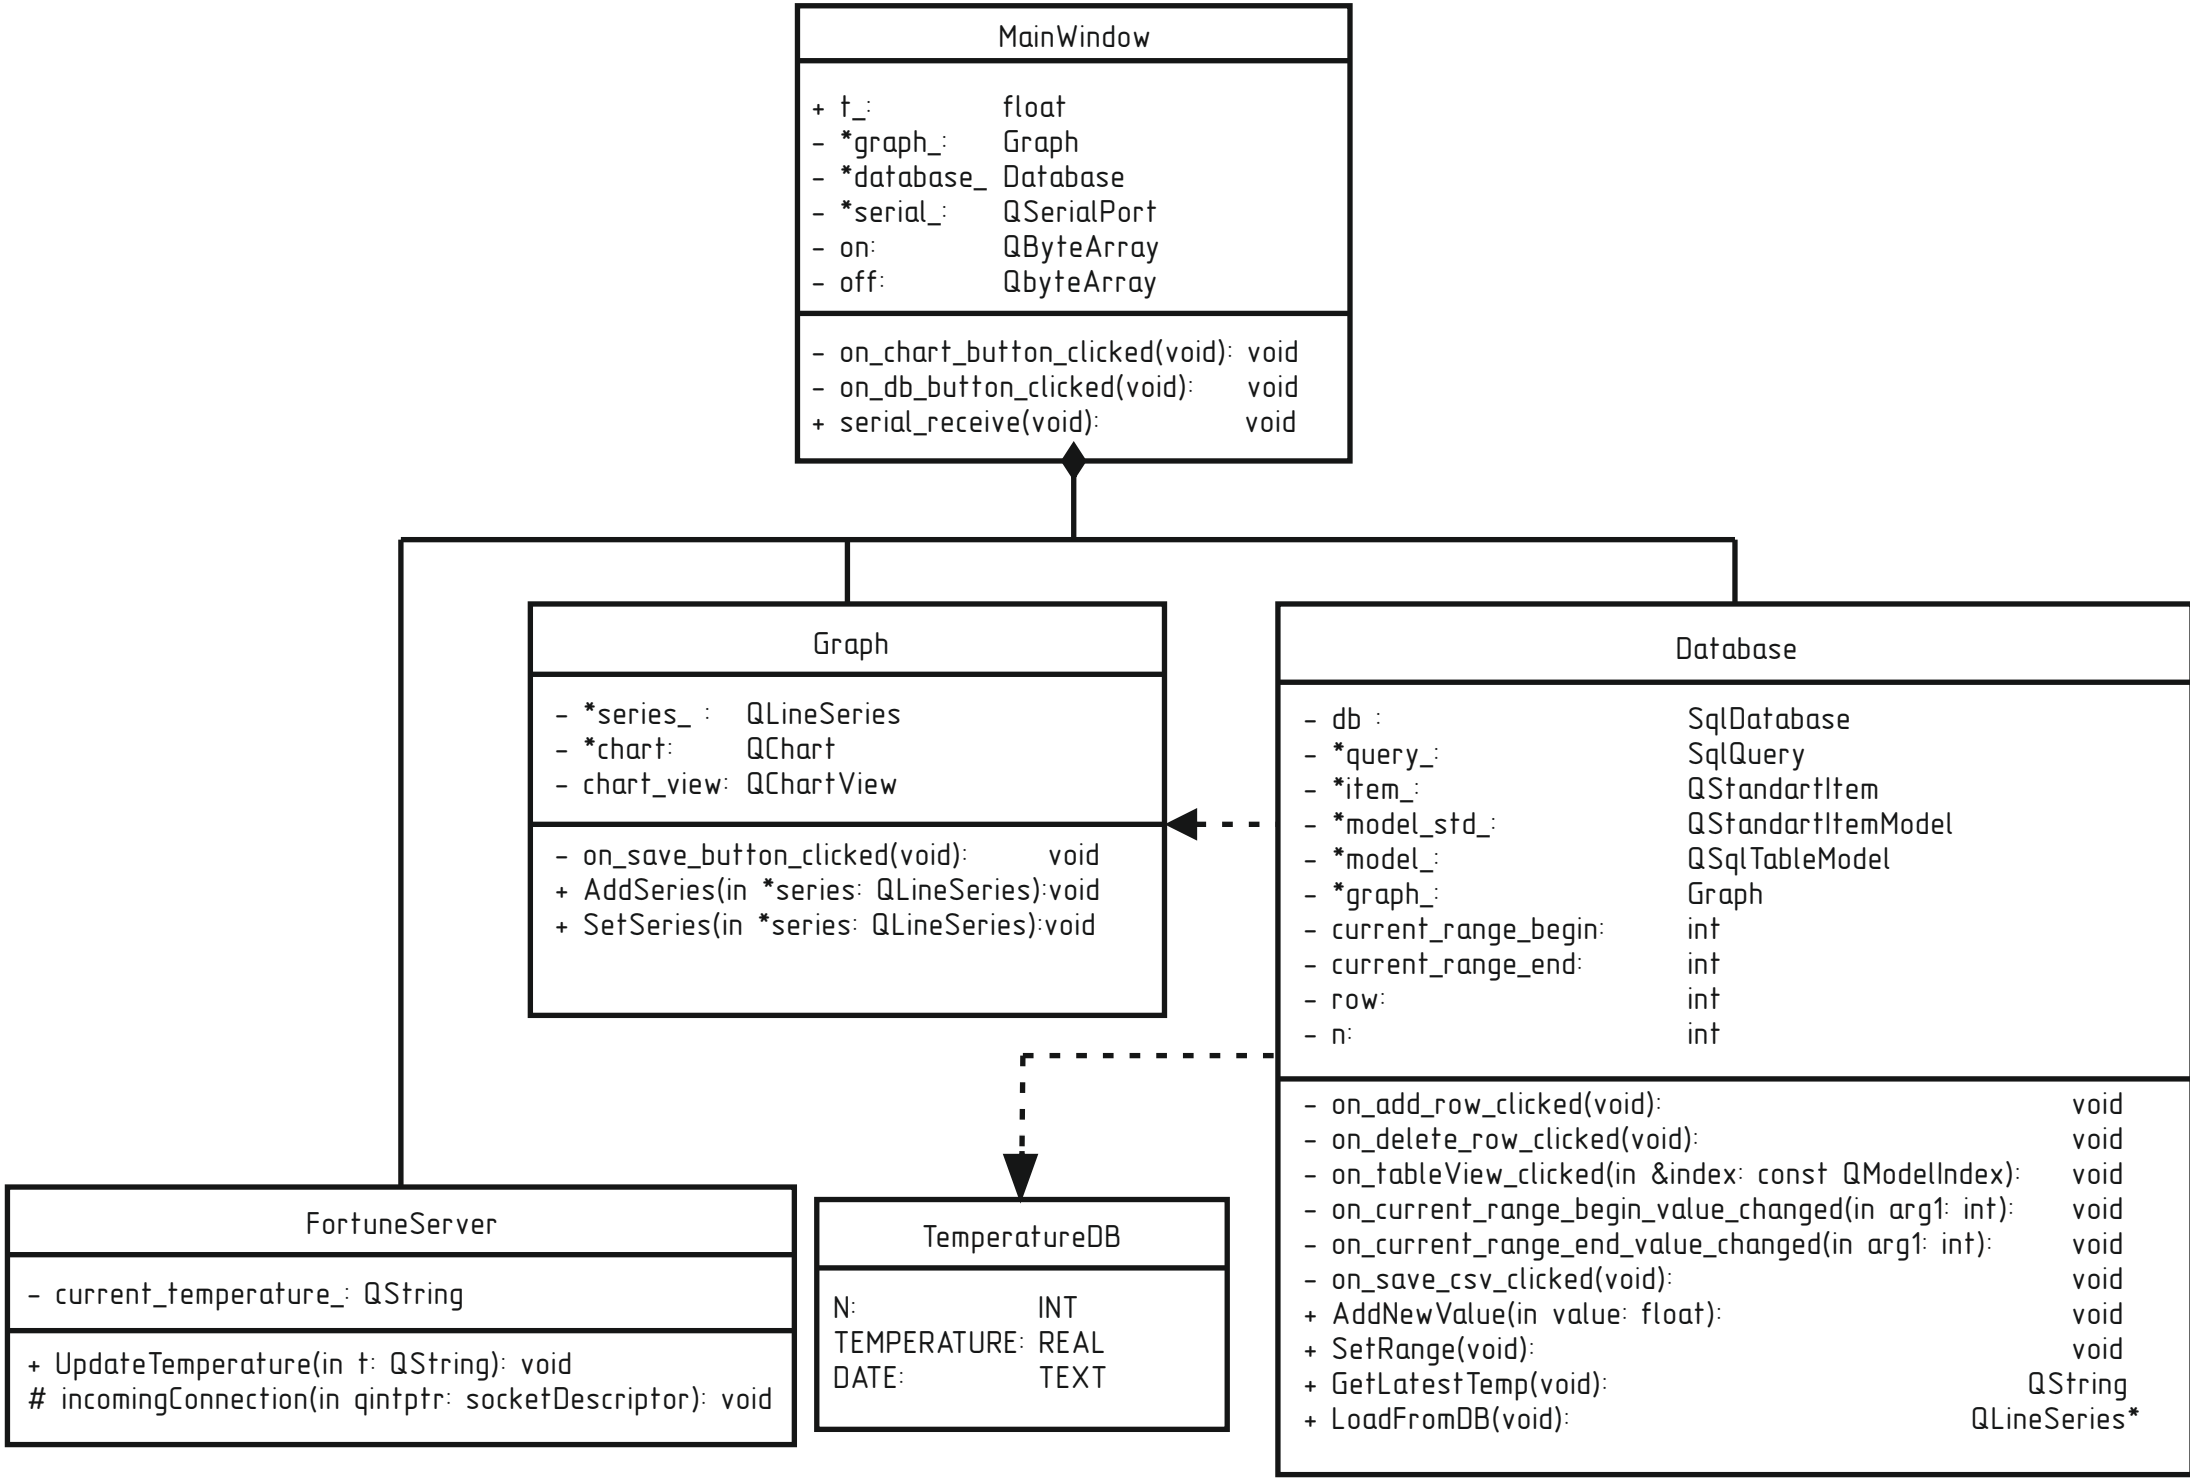 MainWindow
+ t_: float
- *graph_: Graph
- *database_ Database
- *serial_: QSerialPort
- on: QByteArray
- off: QbyteArray
- on_chart_button_clicked(void): void
- on_db_button_clicked(void): void
+ serial_receive(void): void
Graph
- *series_ : QLineSeries
- *chart: QChart
- chart_view: QChartView
- on_save_button_clicked(void): void
+ AddSeries(in *series: QLineSeries):void
+ SetSeries(in *series: QLineSeries):void
Database
- db : SqlDatabase
- *query_: SqlQuery
- *item_: QStandartItem
- *model_std_: QStandartItemModel
- *model_: QSqlTableModel
- *graph_: Graph
- current_range_begin: int
- current_range_end: int
- row: int
- n: int
- on_add_row_clicked(void): void
- on_delete_row_clicked(void): void
- on_tableView_clicked(in &index: const QModelIndex): void
- on_current_range_begin_value_changed(in arg1: int): void
- on_current_range_end_value_changed(in arg1: int): void
- on_save_csv_clicked(void): void
+ AddNewValue(in value: float): void
+ SetRange(void): void
+ GetLatestTemp(void): QString
+ LoadFromDB(void): QLineSeries*
FortuneServer
- current_temperature_: QString
+ UpdateTemperature(in t: QString): void
# incomingConnection(in qintptr: socketDescriptor): void
TemperatureDB
N: INT
TEMPERATURE: REAL
DATE: TEXT